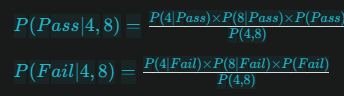 P(Pass|4,8) = P(4|Pass)×P(8|Pass)×P(Pass) / P(4,8)
P(Fail|4,8) = P(4|Fail)×P(8|Fail)×P(Fail) / P(4,8)